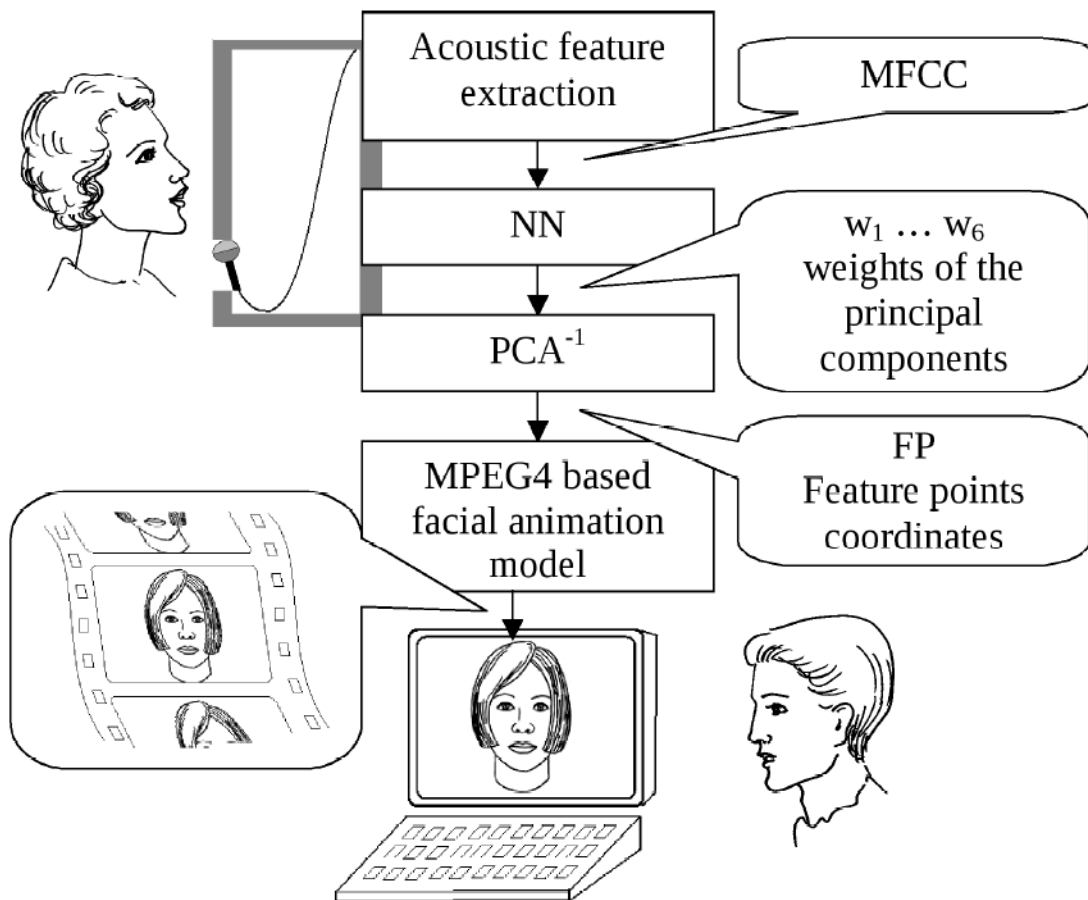 Acoustic feature
extraction
MFCC
NN
w₁ … w₆
weights of the
principal
components
PCA⁻¹
FP
Feature points
coordinates
MPEG4 based
facial animation
model